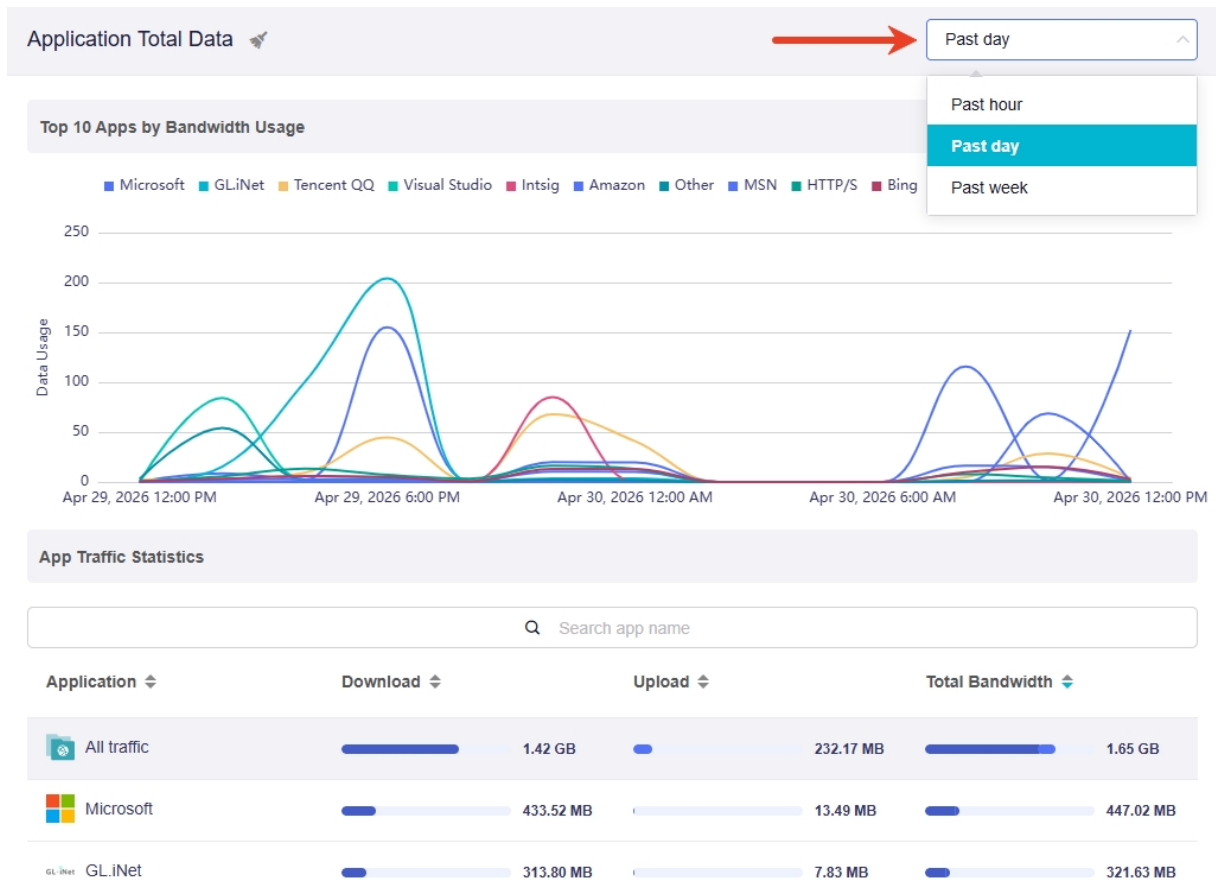 Application Total Data
Past day
Past hour
Past day
Past week
Top 10 Apps by Bandwidth Usage
Microsoft GL.iNet Tencent QQ Visual Studio Intsig Amazon Other MSN HTTP/S Bing
Data Usage
250
200
150
100
50
0
Apr 29, 2026 12:00 PM Apr 29, 2026 6:00 PM Apr 30, 2026 12:00 AM Apr 30, 2026 6:00 AM Apr 30, 2026 12:00 PM
App Traffic Statistics
Search app name
Application Download Upload Total Bandwidth
All traffic 1.42 GB 232.17 MB 1.65 GB
Microsoft 433.52 MB 13.49 MB 447.02 MB
GL·iNet GL.iNet 313.80 MB 7.83 MB 321.63 MB